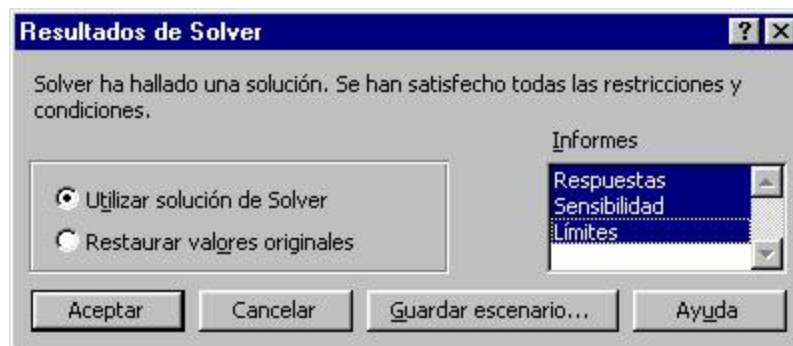 Resultados de Solver
Solver ha hallado una solución. Se han satisfecho todas las restricciones y
condiciones.
Informes
Utilizar solución de Solver
Restaurar valores originales
Respuestas
Sensibilidad
Límites
Aceptar
Cancelar
Guardar escenario...
Ayuda